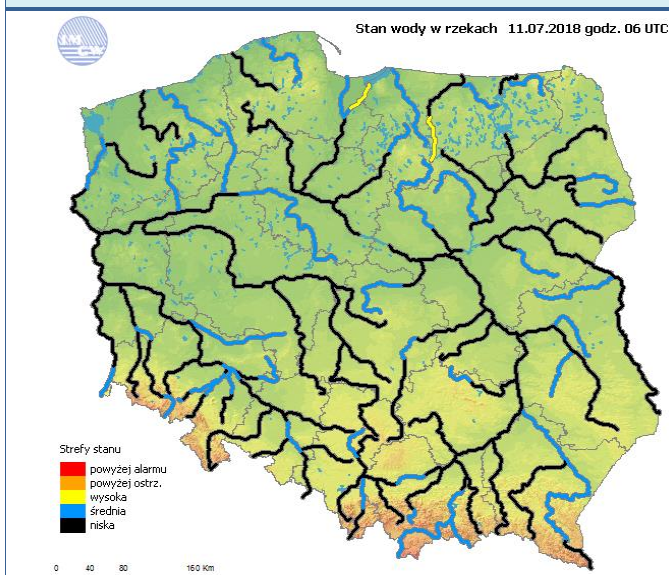 Stan wody w rzekach 11.07.2018 godz. 06 UTC
Strefy stanu
powyżej alarmu
powyżej ostrz.
wysoka
średnia
niska
0 40 80 160 Km